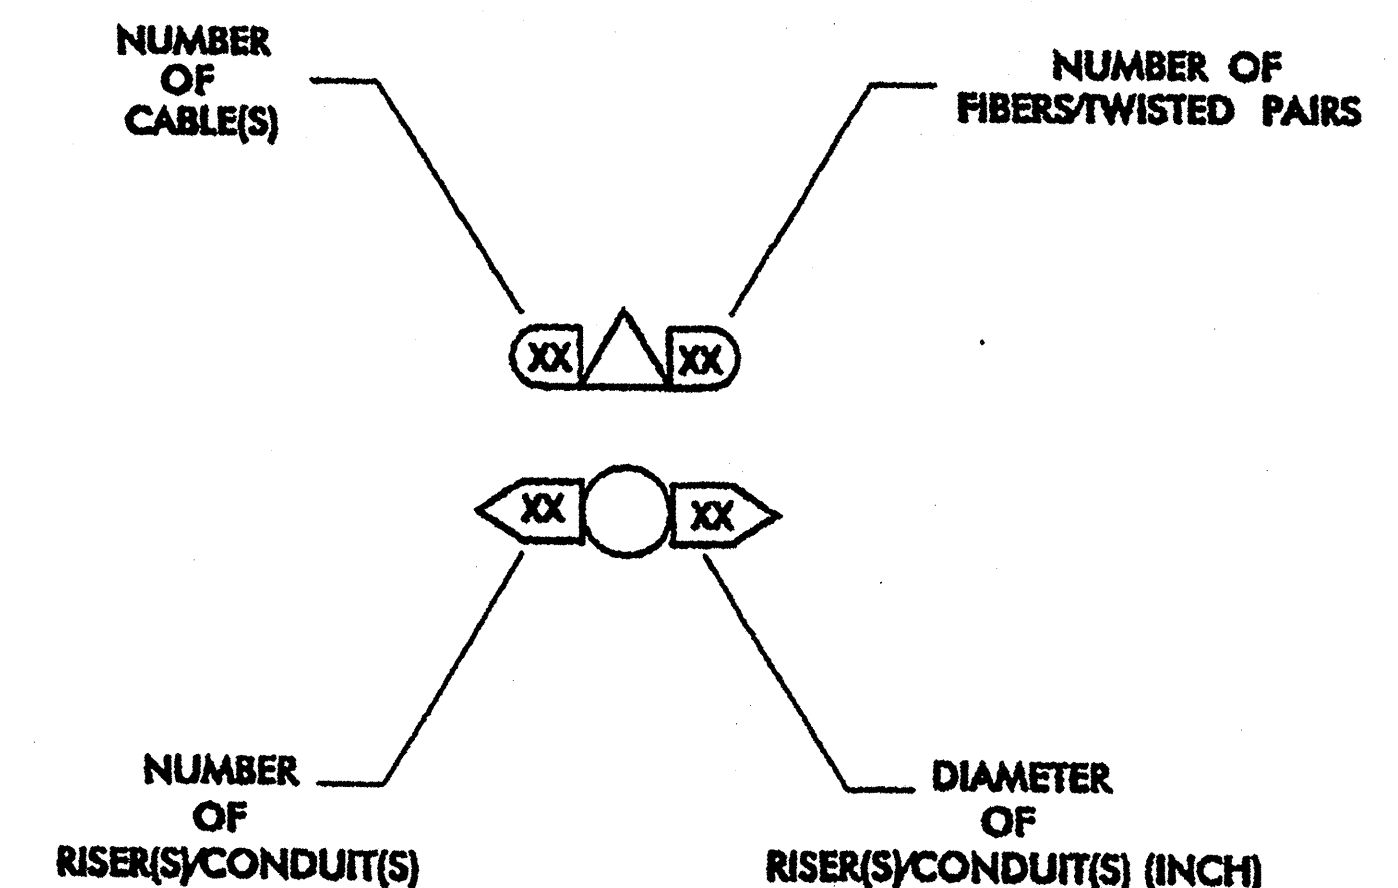 NUMBER
OF
CABLE(S)
NUMBER OF
FIBERS/TWISTED PAIRS
XX XX
XX XX
NUMBER
OF
RISER(S)/CONDUIT(S)
DIAMETER
OF
RISER(S)/CONDUIT(S) (INCH)